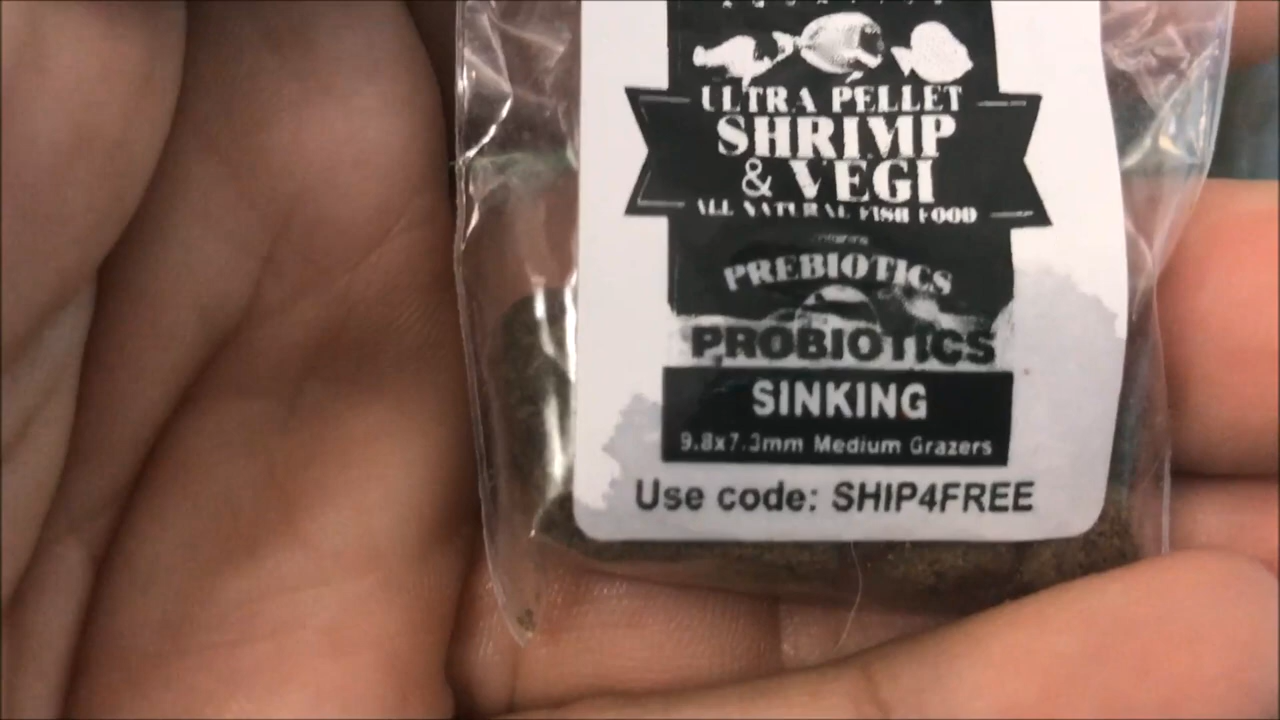 ULTRA PELLET
SHRIMP
& VEGI
ALL NATURAL FISH FOOD
PREBIOTICS
PROBIOTICS
SINKING
9.8x7.3mm Medium Grazers
Use code: SHIP4FREE